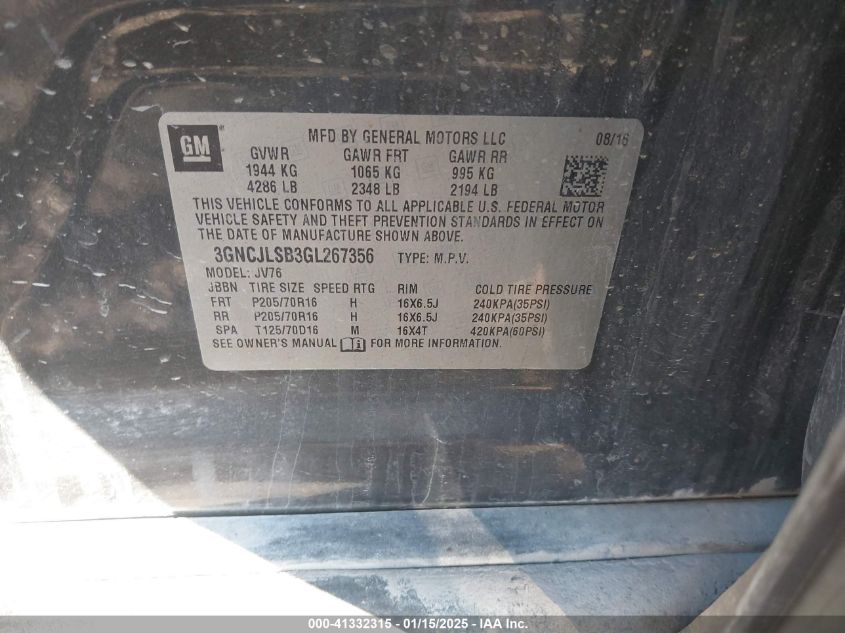 GM
MFD BY GENERAL MOTORS LLC 08/16
GVWR GAWR FRT GAWR RR
1944 KG 1065 KG 995 KG
4286 LB 2348 LB 2194 LB
THIS VEHICLE CONFORMS TO ALL APPLICABLE U.S. FEDERAL MOTOR
VEHICLE SAFETY AND THEFT PREVENTION STANDARDS IN EFFECT ON
THE DATE OF MANUFACTURE SHOWN ABOVE.
3GNCJLSB3GL267356 TYPE: M.P.V.
MODEL: JV76
JBBN TIRE SIZE SPEED RTG RIM COLD TIRE PRESSURE
FRT P205/70R16 H 16X6.5J 240KPA(35PSI)
RR P205/70R16 H 16X6.5J 240KPA(35PSI)
SPA T125/70D16 M 16X4T 420KPA(60PSI)
SEE OWNER'S MANUAL FOR MORE INFORMATION.
000-41332315 - 01/15/2025 - IAA Inc.